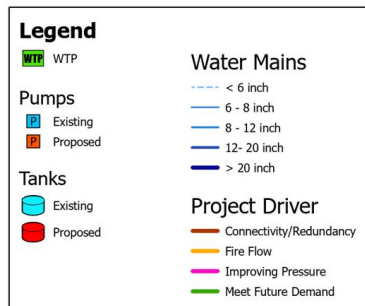 Legend
WTP WTP
Pumps
P Existing
P Proposed
Tanks
Existing
Proposed
Water Mains
< 6 inch
6 - 8 inch
8 - 12 inch
12- 20 inch
> 20 inch
Project Driver
Connectivity/Redundancy
Fire Flow
Improving Pressure
Meet Future Demand